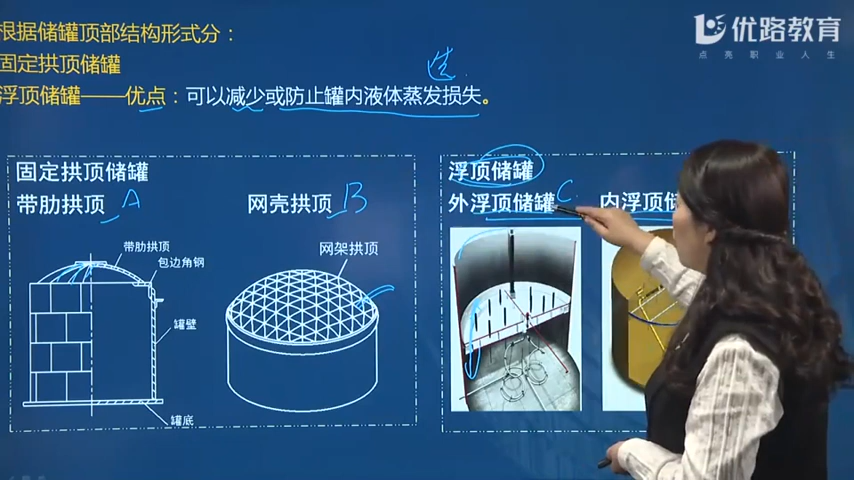 优路教育
点亮职业人生
根据储罐顶部结构形式分：
固定拱顶储罐
选
浮顶储罐——优点：可以减少或防止罐内液体蒸发损失。
固定拱顶储罐
带肋拱顶 A
网壳拱顶 B
带肋拱顶
包边角钢
罐壁
罐底
网架拱顶
浮顶储罐
外浮顶储罐 C
内浮顶储